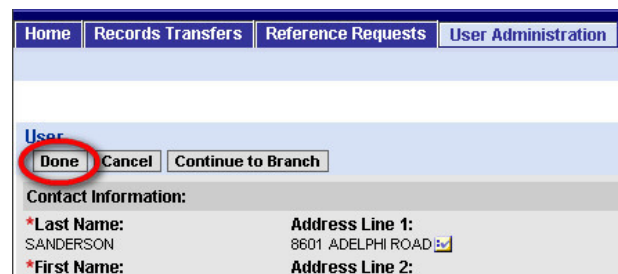 Home Records Transfers Reference Requests User Administration
User
Done Cancel Continue to Branch
Contact Information:
*Last Name: Address Line 1:
SANDERSON 8601 ADELPHI ROAD
*First Name: Address Line 2: